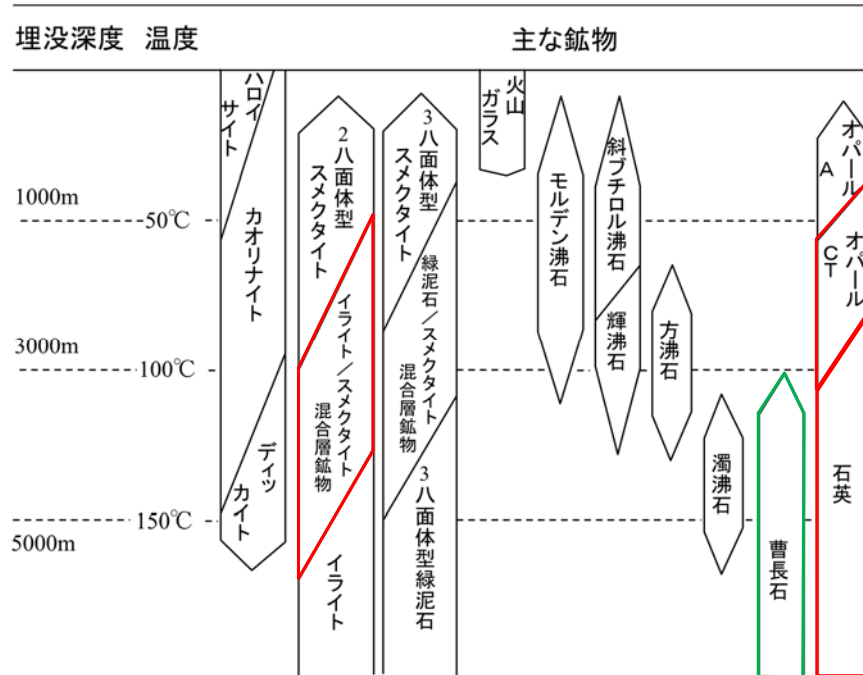 埋没深度 温度 主な鉱物
1000m
50℃
3000m
100℃
150℃
5000m
ハロイ
サイト
カオリナイト
ディッ
カイト
2八面体型
スメクタイト
イライト／スメクタイト
混合層鉱物
イライト
3八面体型
スメクタイト
緑泥石／スメクタイト
混合層鉱物
3八面体型緑泥石
火山
ガラス
モルデン沸石
斜プチロル沸石
輝沸石
方沸石
濁沸石
曹長石
オパール
A
オパール
CT
石英